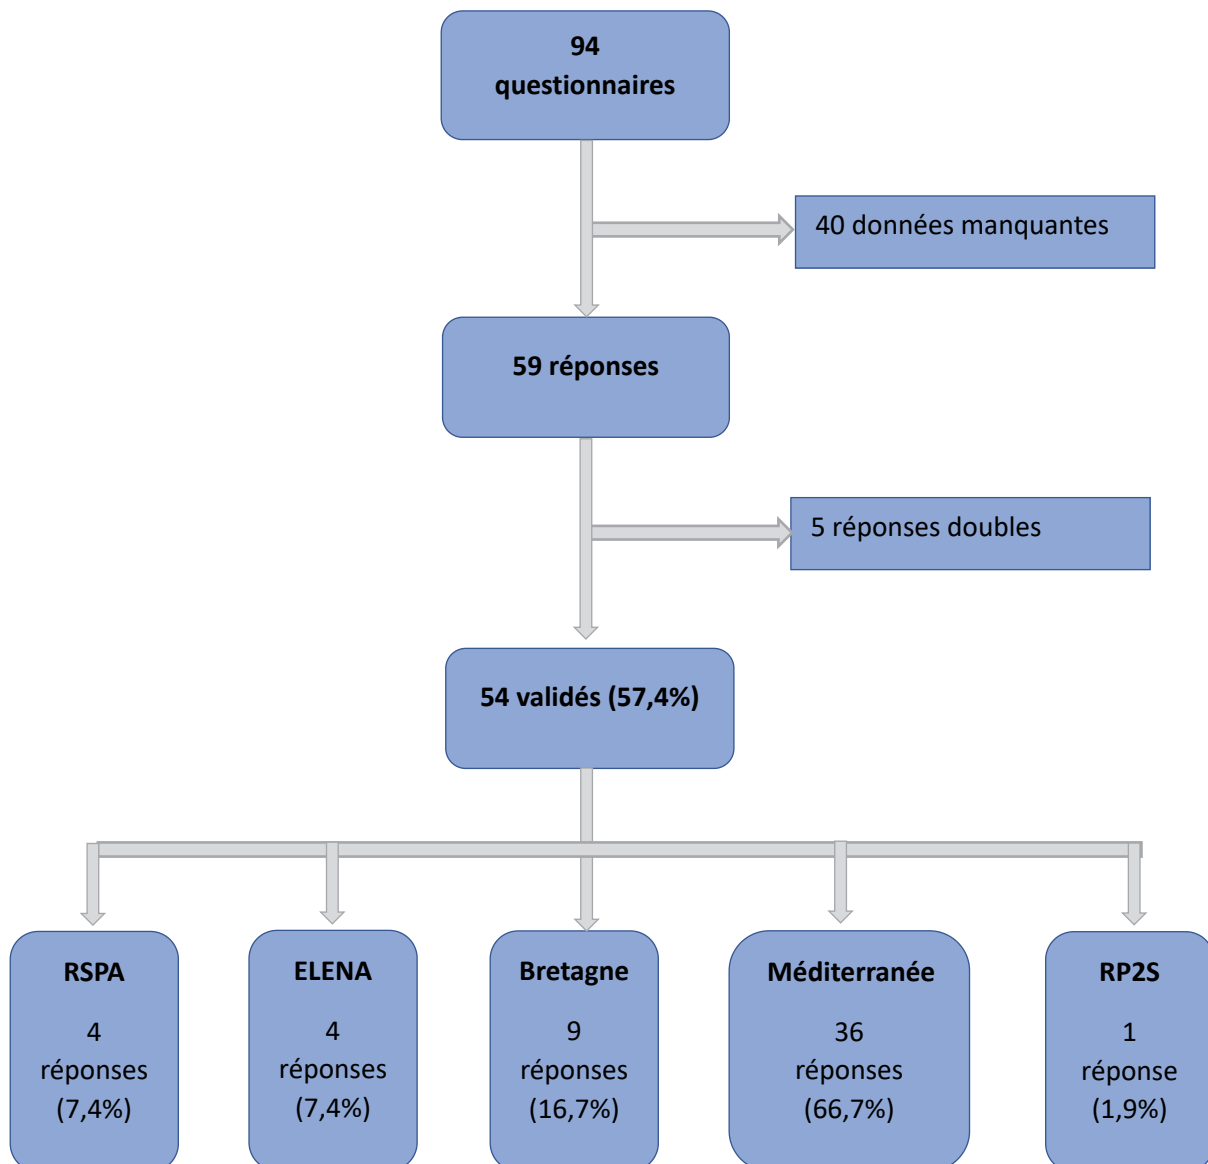 94
questionnaires
40 données manquantes
59 réponses
5 réponses doubles
54 validés (57,4%)
RSPA
4
réponses
(7,4%)
ELENA
4
réponses
(7,4%)
Bretagne
9
réponses
(16,7%)
Méditerranée
36
réponses
(66,7%)
RP2S
1
réponse
(1,9%)